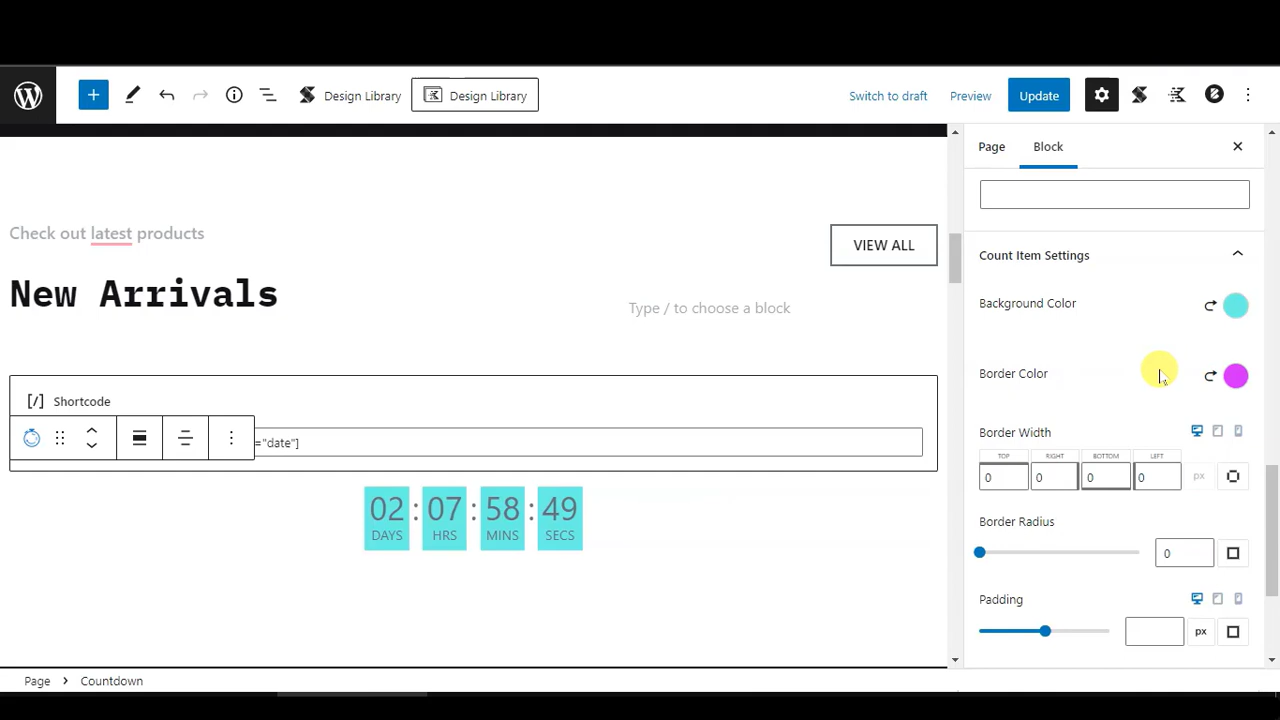 Design Library
Design Library
Switch to draft
Preview
Update
Page
Block
Check out latest products
VIEW ALL
New Arrivals
Type / to choose a block
[/] Shortcode
="date"]
02 : 07 : 58 : 49
DAYS HRS MINS SECS
Count Item Settings
Background Color
Border Color
Border Width
TOP RIGHT BOTTOM LEFT
0 0 0 0 px
Border Radius
0
Padding
px
Page > Countdown